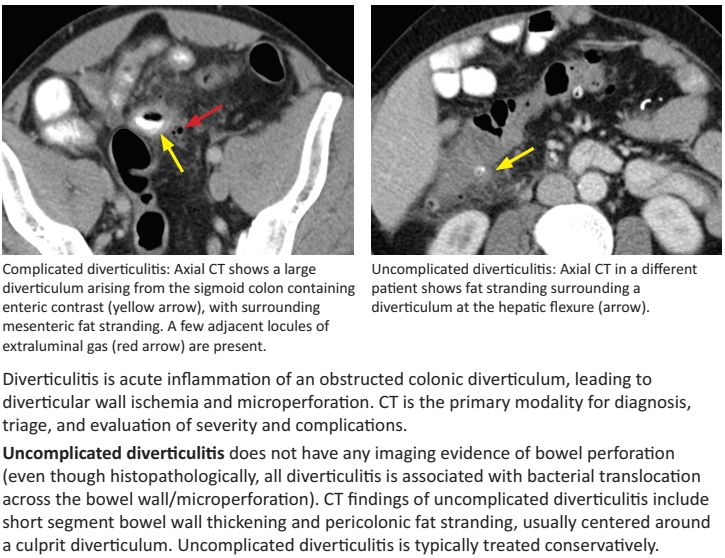 Complicated diverticulitis: Axial CT shows a large
diverticulum arising from the sigmoid colon containing
enteric contrast (yellow arrow), with surrounding
mesenteric fat stranding. A few adjacent locules of
extraluminal gas (red arrow) are present.
Uncomplicated diverticulitis: Axial CT in a different
patient shows fat stranding surrounding a
diverticulum at the hepatic flexure (arrow).
Diverticulitis is acute inflammation of an obstructed colonic diverticulum, leading to
diverticular wall ischemia and microperforation. CT is the primary modality for diagnosis,
triage, and evaluation of severity and complications.
Uncomplicated diverticulitis does not have any imaging evidence of bowel perforation
(even though histopathologically, all diverticulitis is associated with bacterial translocation
across the bowel wall/microperforation). CT findings of uncomplicated diverticulitis include
short segment bowel wall thickening and pericolonic fat stranding, usually centered around
a culprit diverticulum. Uncomplicated diverticulitis is typically treated conservatively.